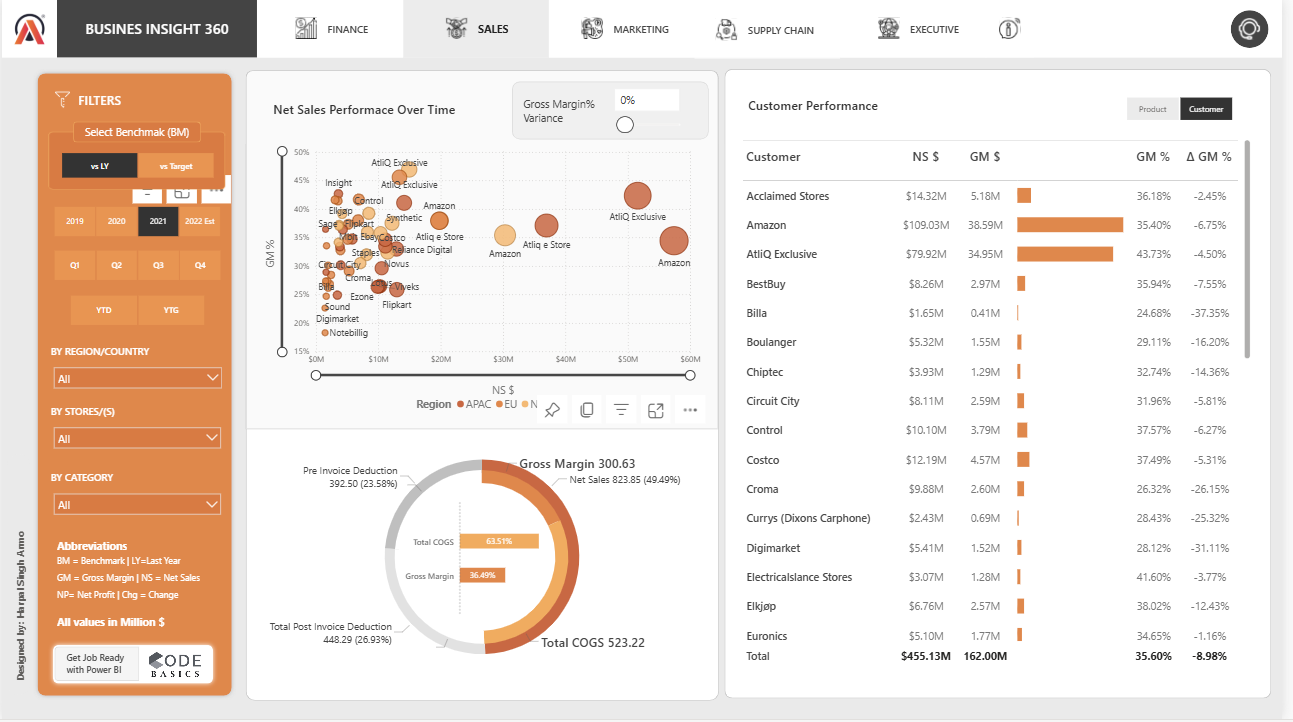 BUSINES INSIGHT 360
FINANCE
SALES
MARKETING
SUPPLY CHAIN
EXECUTIVE
FILTERS
Select Benchmak (BM)
vs LY
vs Target
2019 2020 2021 2022 Est
Q1 Q2 Q3 Q4
YTD YTG
BY REGION/COUNTRY
All
BY STORES/(S)
All
BY CATEGORY
All
Abbreviations
BM = Benchmark | LY=Last Year
GM = Gross Margin | NS = Net Sales
NP= Net Profit | Chg = Change
All values in Million $
Get Job Ready
with Power BI
CODE
BASICS
Designed by: Harpal Singh Anno
Net Sales Performace Over Time
Gross Margin%
Variance
0%
GM %
50%
45%
40%
35%
30%
25%
20%
15%
AtliQ Exclusive
AtliQ Exclusive
Insight
Control
Elkjøp
Amazon
Synthetic
AtliQ Exclusive
Sage
Flipkart
Ebay
Costco
Atliq e Store
Atliq e Store
Staples
Reliance Digital
Amazon
Amazon
Circuit City
Novus
Croma
Billa
Lotus
Viveks
Ezone
Flipkart
Sound
Digimarket
Notebillig
$0M $10M $20M $30M $40M $50M $60M
NS $
Region APAC EU N
Gross Margin 300.63
Pre Invoice Deduction
392.50 (23.58%)
Net Sales 823.85 (49.49%)
Total COGS 63.51%
Gross Margin 36.49%
Total Post Invoice Deduction
448.29 (26.93%)
Total COGS 523.22
Customer Performance
Product
Customer
Customer NS $ GM $ GM % Δ GM %
Acclaimed Stores $14.32M 5.18M 36.18% -2.45%
Amazon $109.03M 38.59M 35.40% -6.75%
AtliQ Exclusive $79.92M 34.95M 43.73% -4.50%
BestBuy $8.26M 2.97M 35.94% -7.55%
Billa $1.65M 0.41M 24.68% -37.35%
Boulanger $5.32M 1.55M 29.11% -16.20%
Chiptec $3.93M 1.29M 32.74% -14.36%
Circuit City $8.11M 2.59M 31.96% -5.81%
Control $10.10M 3.79M 37.57% -6.27%
Costco $12.19M 4.57M 37.49% -5.31%
Croma $9.88M 2.60M 26.32% -26.15%
Currys (Dixons Carphone) $2.43M 0.69M 28.43% -25.32%
Digimarket $5.41M 1.52M 28.12% -31.11%
Electricalslance Stores $3.07M 1.28M 41.60% -3.77%
Elkjøp $6.76M 2.57M 38.02% -12.43%
Euronics $5.10M 1.77M 34.65% -1.16%
Total $455.13M 162.00M 35.60% -8.98%